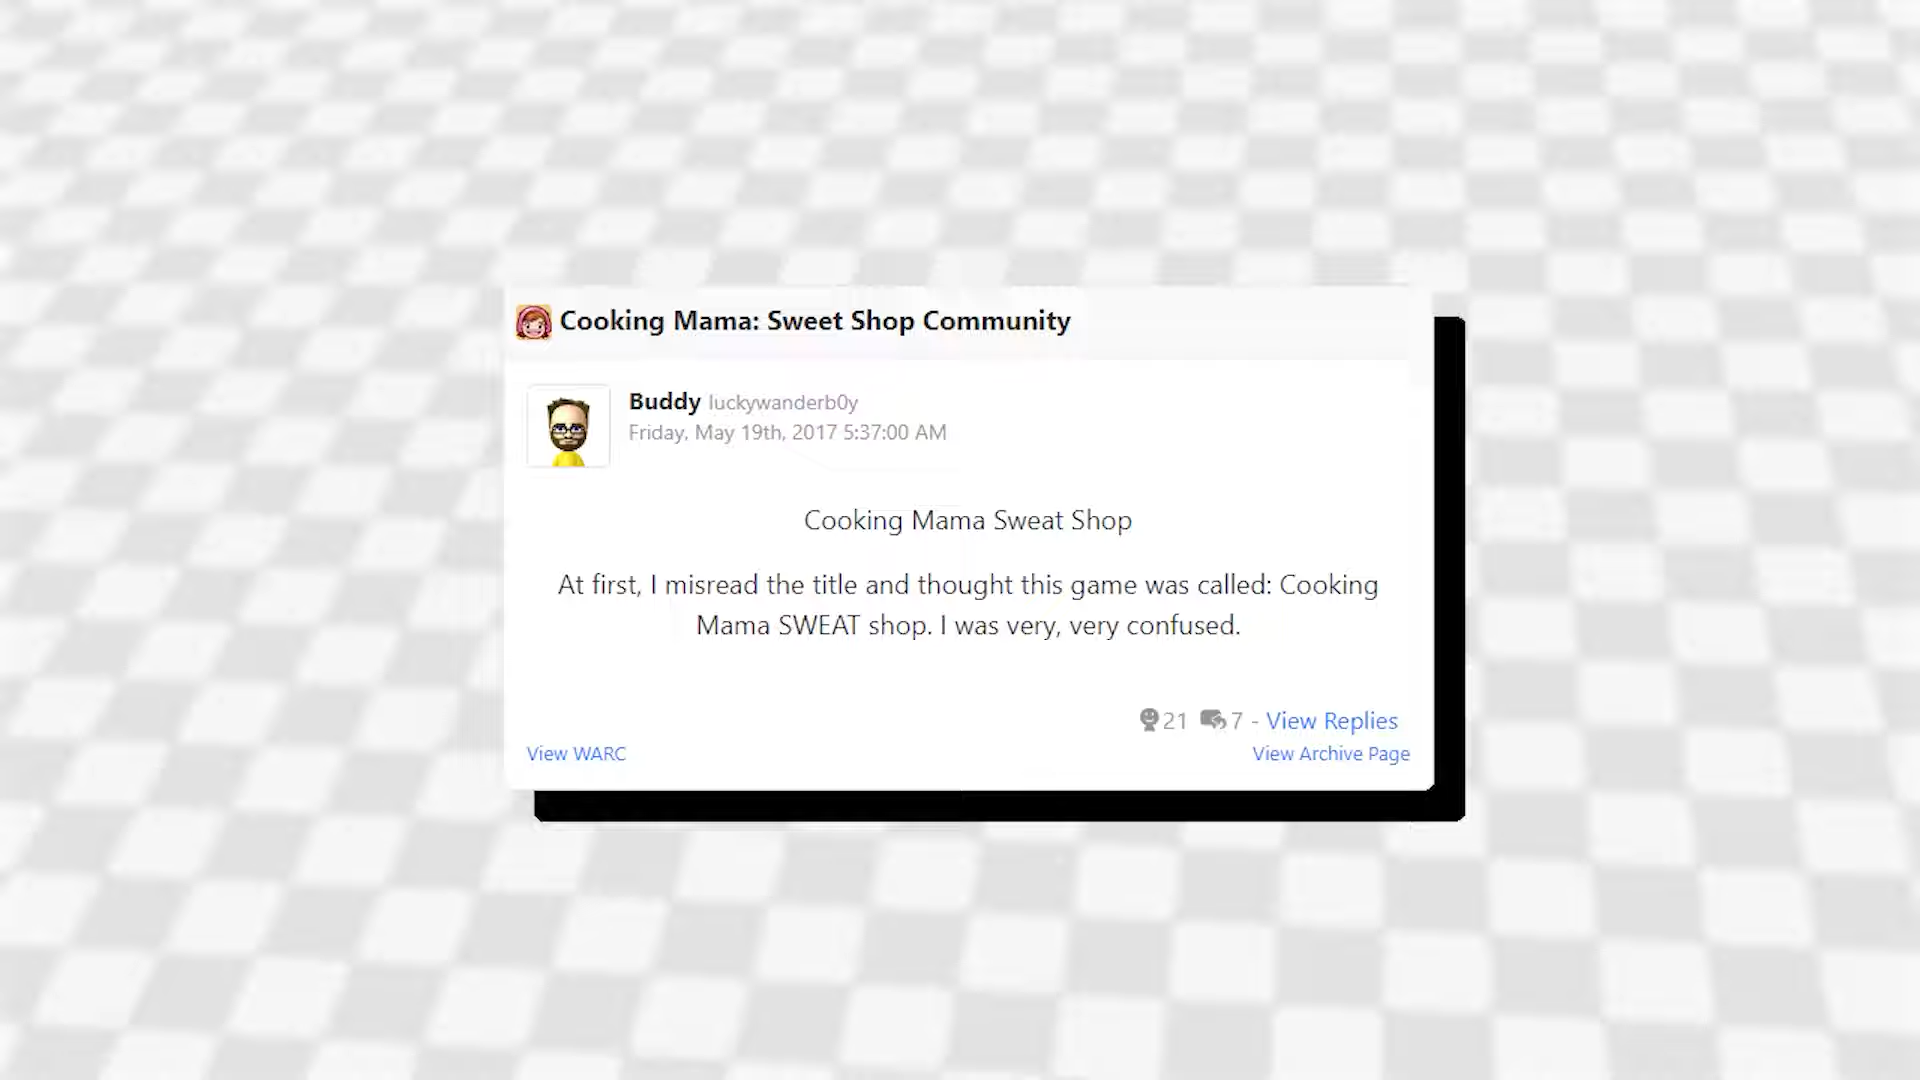 Cooking Mama: Sweet Shop Community
Buddy luckywanderb0y
Friday, May 19th, 2017 5:37:00 AM
Cooking Mama Sweat Shop
At first, I misread the title and thought this game was called: Cooking
Mama SWEAT shop. I was very, very confused.
21 7 - View Replies
View WARC View Archive Page